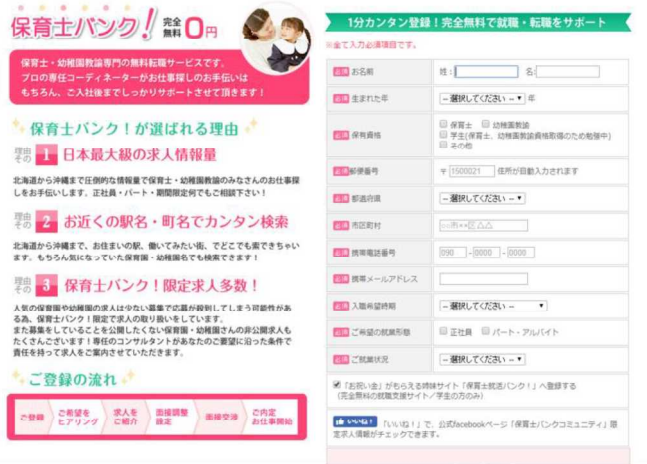 保育士バンク! 完全無料 0円
保育士・幼稚園教諭専門の無料転職サービスです。
プロの専任コーディネーターがお仕事探しのお手伝いは
もちろん、ご入社後までしっかりサポートさせて頂きます!
保育士バンク!が選ばれる理由
理由その1 日本最大級の求人情報量
北海道から沖縄まで圧倒的な情報量で保育士・幼稚園教諭のみなさんのお仕事探
しをお手伝いします。正社員・パート・期間限定何でもご相談下さい!
理由その2 お近くの駅名・町名でカンタン検索
北海道から沖縄まで、お住まいの駅、働いてみたい街、でどこでも索できちゃい
ます。もちろん気になっていた保育園・幼稚園名でも検索できます!
理由その3 保育士バンク!限定求人多数!
人気の保育園や幼稚園の求人は少ない募集で応募が殺到してしまう可能性があ
る為、保育士バンク!限定で求人の取り扱いをしています。
また募集をしていることを公開したくない保育園・幼稚園さんの非公開求人も
たくさんございます!専任のコンサルタントがあなたのご要望に沿った条件で
責任を持って求人をご案内させていただきます。
ご登録の流れ
ご登録
ご希望を
ヒアリング
求人を
ご紹介
面接調整
設定
面接交渉
ご内定
お仕事開始
1分カンタン登録!完全無料で就職・転職をサポート
※全て入力必須項目です。
必須 お名前 姓: 名:
必須 生まれた年 -- 選択してください -- ▼ 年
必須 保有資格 保育士 幼稚園教諭
学生(保育士、幼稚園教諭資格取得のため勉強中)
その他
必須 郵便番号 〒 1500021 住所が自動入力されます
必須 都道府県 -- 選択してください -- ▼
必須 市区町村 ○○市××区△△
必須 携帯電話番号 090 - 0000 - 0000
必須 携帯メールアドレス
必須 入職希望時期 -- 選択してください -- ▼
必須 ご希望の就業形態 正社員 パート・アルバイト
必須 ご就業状況 -- 選択してください -- ▼
「お祝い金」がもらえる姉妹サイト「保育士就活バンク!」へ登録する
(完全無料の就職支援サイト/学生の方のみ)
いいね! 「いいね!」で、公式facebookページ「保育士バンクコミュニティ」限
定求人情報がチェックできます。